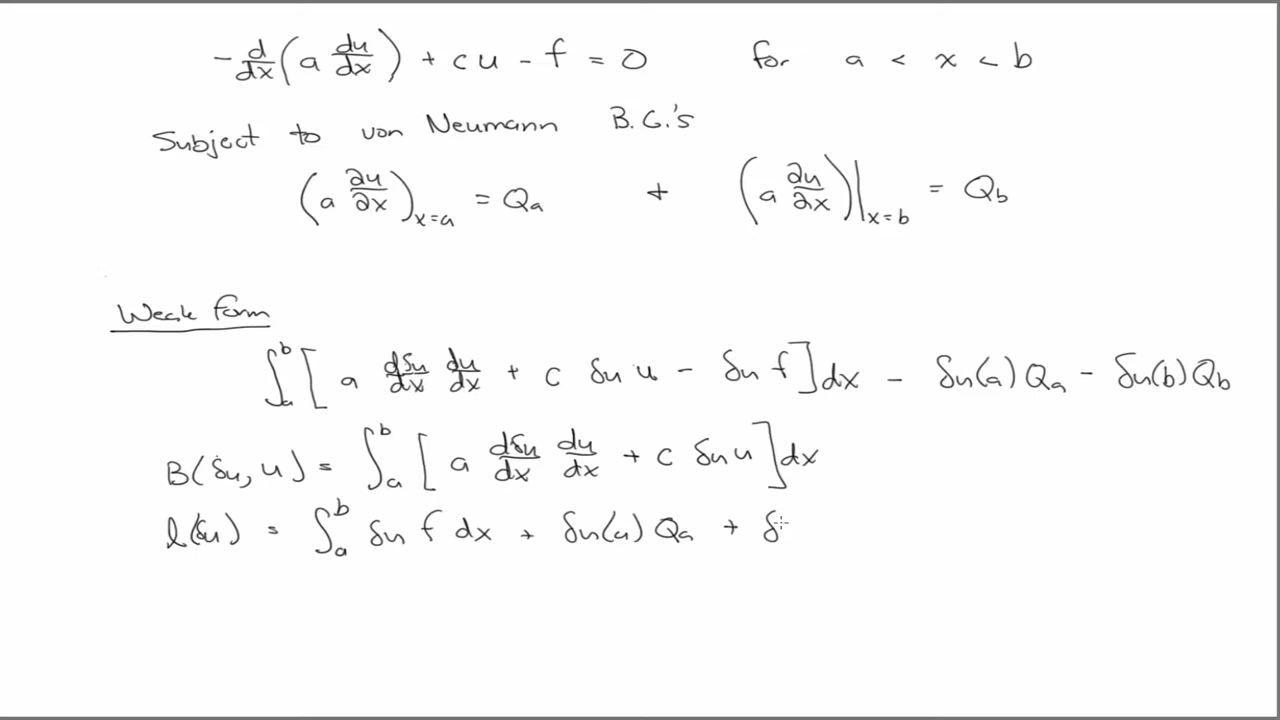 -d/dx(a du/dx) + cu - f = 0 for a < x < b
Subject to von Neumann B.C.'s
(a ∂u/∂x)_{x=a} = Q_a + (a ∂u/∂x)|_{x=b} = Q_b
Weak form
∫_a^b [a dδu/dx du/dx + c δu u - δu f]dx - δu(a)Q_a - δu(b)Q_b
B(δu, u) = ∫_a^b [a dδu/dx du/dx + c δu u]dx
l(δu) = ∫_a^b δu f dx + δu(a) Q_a + δ